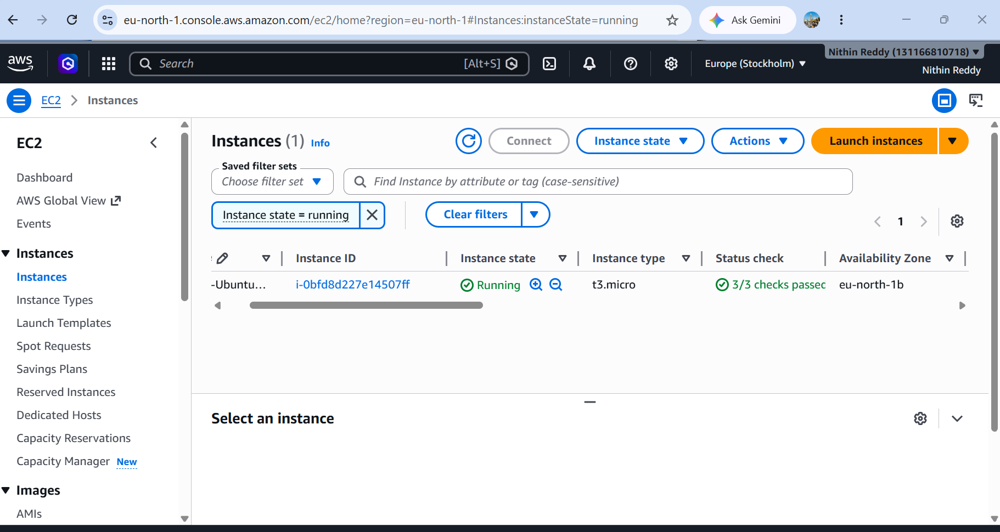 eu-north-1.console.aws.amazon.com/ec2/home?region=eu-north-1#Instances:instanceState=running
Ask Gemini
aws
Search
[Alt+S]
Europe (Stockholm)
Nithin Reddy (131166810718)
Nithin Reddy
EC2
Instances
EC2
Dashboard
AWS Global View
Events
Instances
Instances
Instance Types
Launch Templates
Spot Requests
Savings Plans
Reserved Instances
Dedicated Hosts
Capacity Reservations
Capacity Manager New
Images
AMIs
Instances (1) Info
Connect
Instance state
Actions
Launch instances
Saved filter sets
Choose filter set
Find Instance by attribute or tag (case-sensitive)
Instance state = running
Clear filters
1
Instance ID Instance state Instance type Status check Availability Zone
-Ubuntu... i-0bfd8d227e14507ff Running t3.micro 3/3 checks passed eu-north-1b
Select an instance